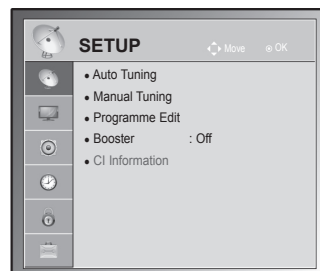 SETUP
Move
OK
• Auto Tuning
• Manual Tuning
• Programme Edit
• Booster : Off
• CI Information